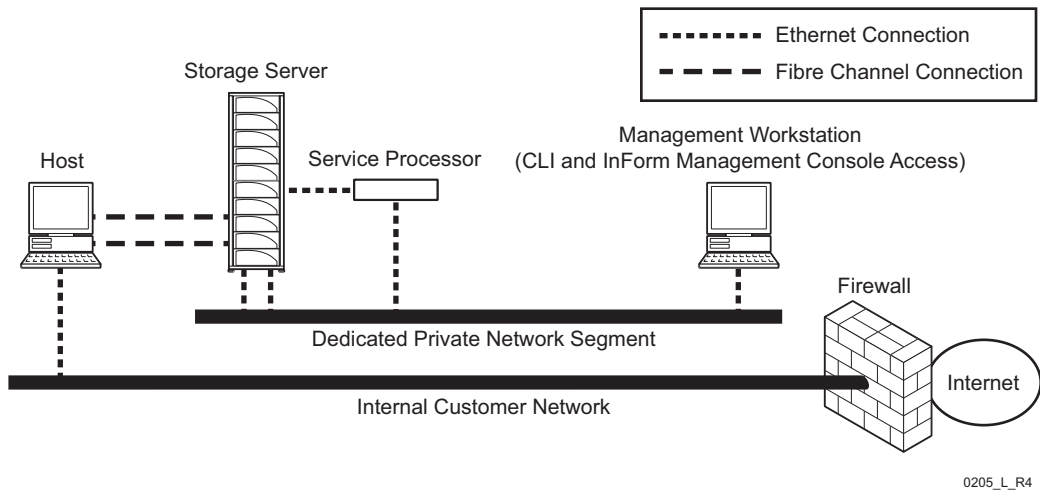 Ethernet Connection
Fibre Channel Connection
Storage Server
Management Workstation
(CLI and InForm Management Console Access)
Host
Service Processor
Firewall
Dedicated Private Network Segment
Internet
Internal Customer Network
0205_L_R4